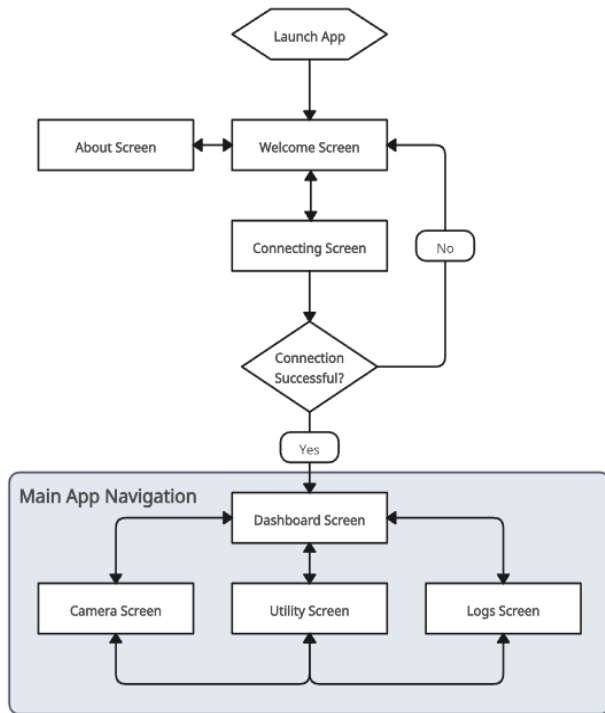 Launch App
About Screen
Welcome Screen
Connecting Screen
No
Connection
Successful?
Yes
Main App Navigation
Dashboard Screen
Camera Screen
Utility Screen
Logs Screen